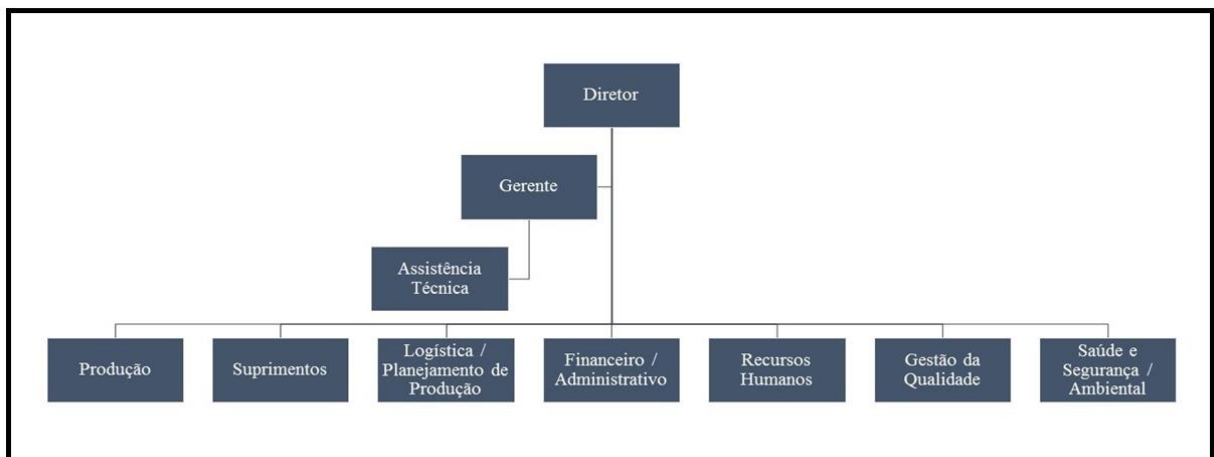 Diretor
Gerente
Assistência
Técnica
Produção
Suprimentos
Logística /
Planejamento de
Produção
Financeiro /
Administrativo
Recursos
Humanos
Gestão da
Qualidade
Saúde e
Segurança /
Ambiental